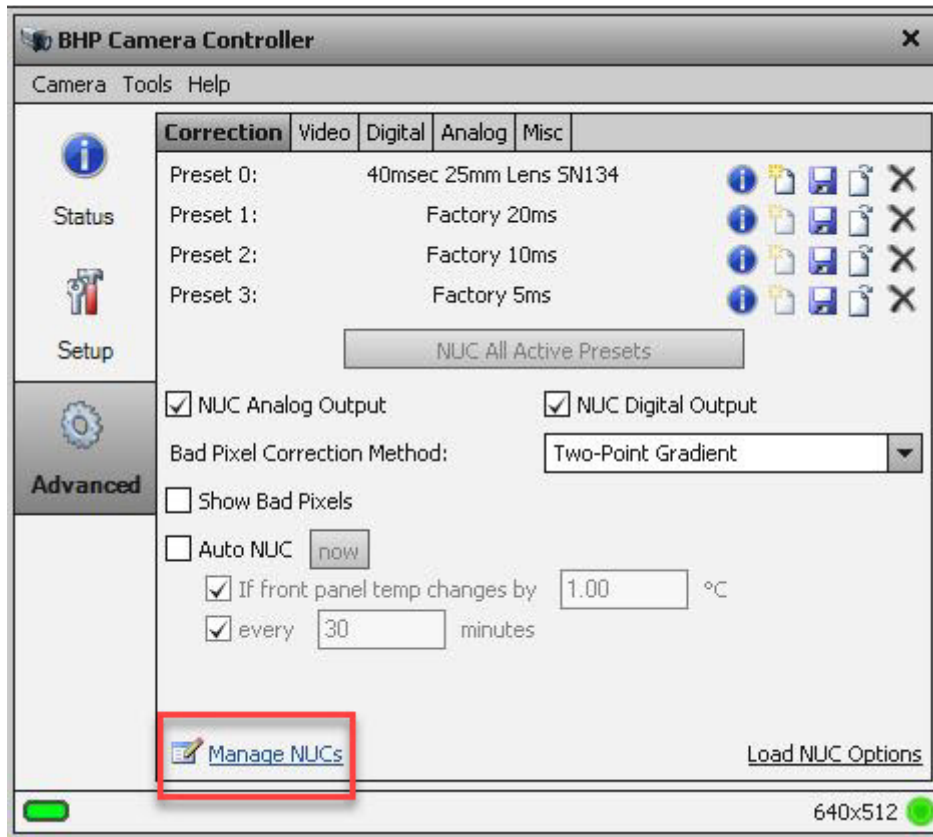 BHP Camera Controller
Camera Tools Help
Status
Setup
Advanced
Correction Video Digital Analog Misc
Preset 0: 40msec 25mm Lens SN134
Preset 1: Factory 20ms
Preset 2: Factory 10ms
Preset 3: Factory 5ms
NUC All Active Presets
NUC Analog Output NUC Digital Output
Bad Pixel Correction Method: Two-Point Gradient
Show Bad Pixels
Auto NUC now
If front panel temp changes by 1.00 °C
every 30 minutes
Manage NUCs Load NUC Options
640x512